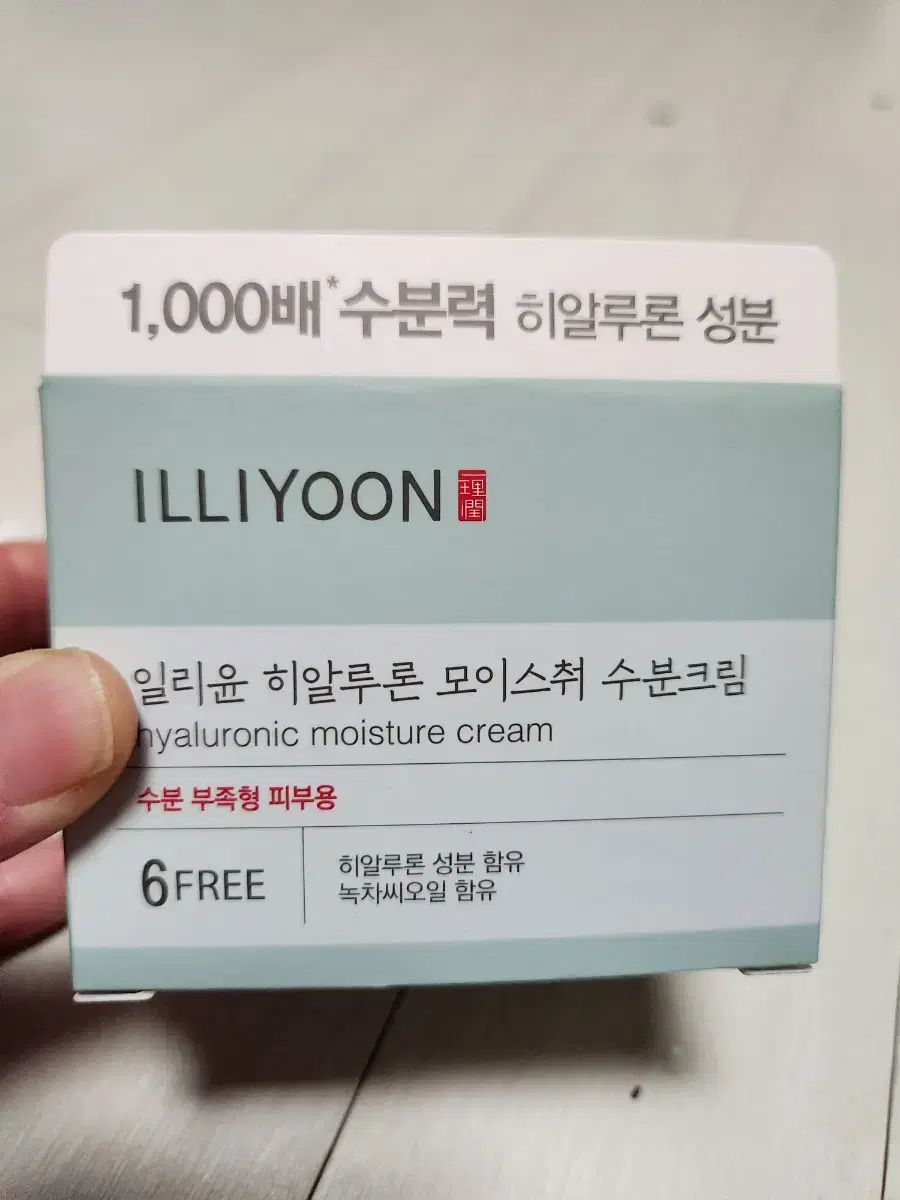 1,000배* 수분력 히알루론 성분
ILLIYOON 理潤
일리윤 히알루론 모이스춰 수분크림
hyaluronic moisture cream
수분 부족형 피부용
6FREE
히알루론 성분 함유
녹차씨오일 함유